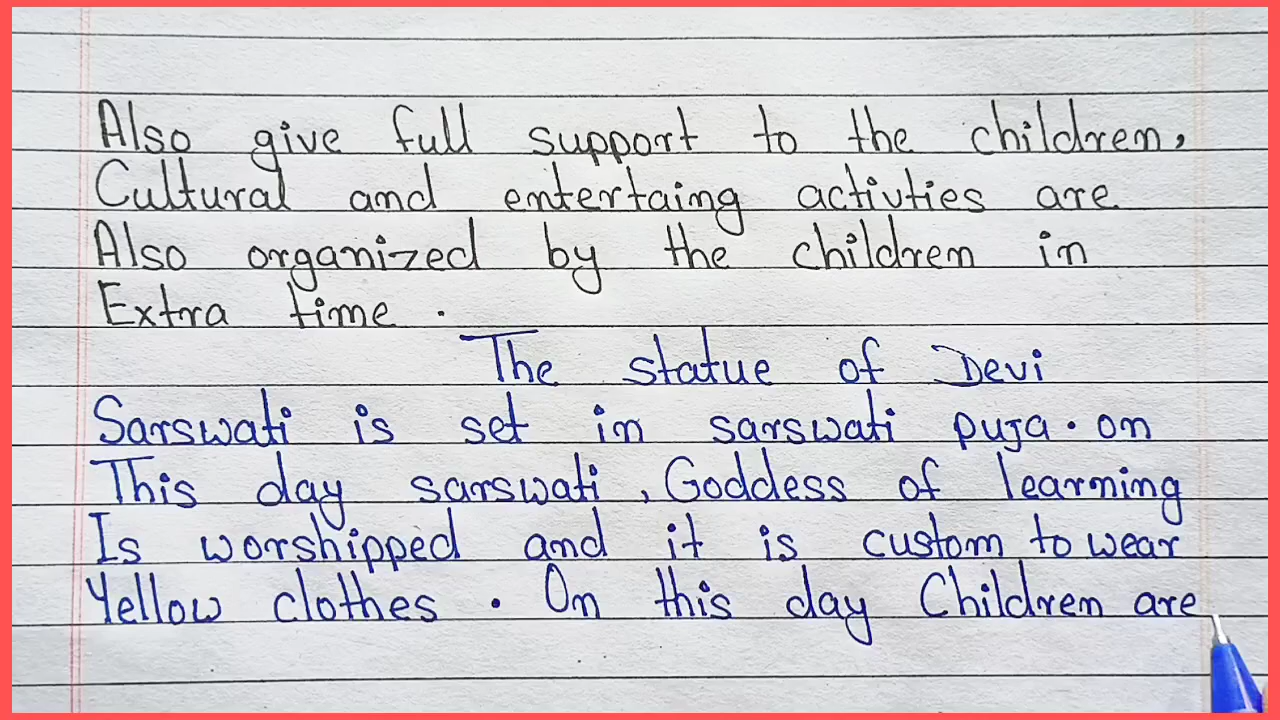 Also give full support to the children,
Cultural and entertaing activties are
Also organized by the children in
Extra time .
The statue of Devi
Sarswati is set in sarswati puja. on
This day sarswati , Goddess of learning
Is worshipped and it is custom to wear
Yellow clothes . On this day Children are